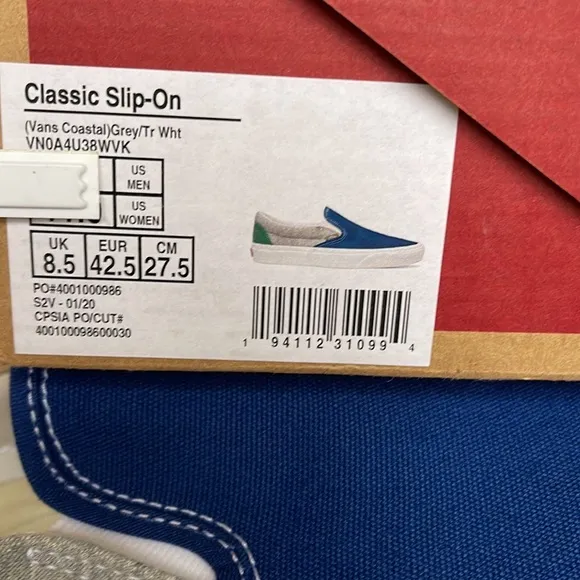 Classic Slip-On
(Vans Coastal)Grey/Tr Wht
VN0A4U38WVK
US MEN
US WOMEN
UK EUR CM
8.5 42.5 27.5
PO#4001000986
S2V - 01/20
CPSIA PO/CUT#
400100098600030
1 94112 31099 4